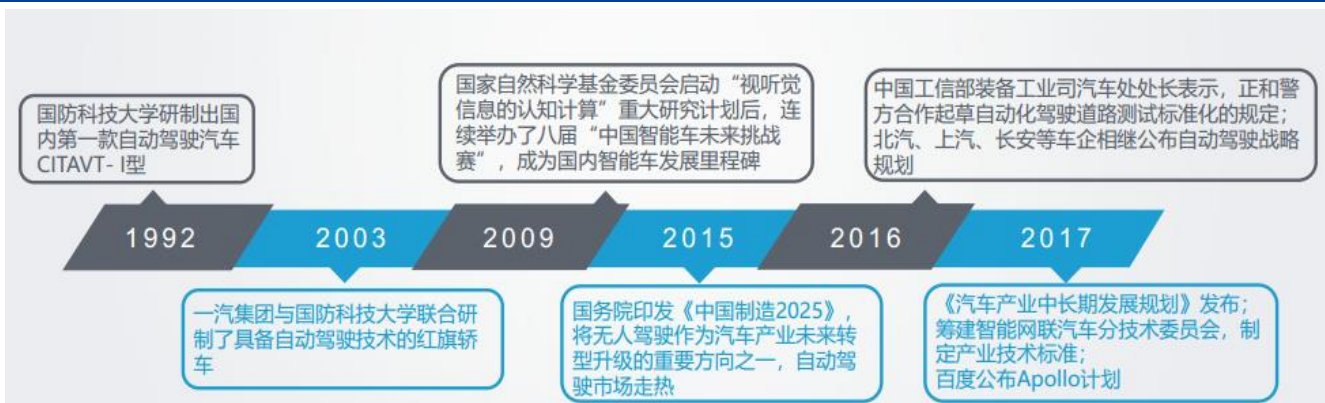 国防科技大学研制出国
内第一款自动驾驶汽车
CITAVT- I型
国家自然科学基金委员会启动“视听觉
信息的认知计算”重大研究计划后，连
续举办了八届“中国智能车未来挑战
赛”，成为国内智能车发展里程碑
中国工信部装备工业司汽车处处长表示，正和警
方合作起草自动化驾驶道路测试标准化的规定；
北汽、上汽、长安等车企相继公布自动驾驶战略
规划
1992
2003
2009
2015
2016
2017
一汽集团与国防科技大学联合研
制了具备自动驾驶技术的红旗轿
车
国务院印发《中国制造2025》，
将无人驾驶作为汽车产业未来转
型升级的重要方向之一，自动驾
驶市场走热
《汽车产业中长期发展规划》发布；
筹建智能网联汽车分技术委员会，制
定产业技术标准；
百度公布Apollo计划